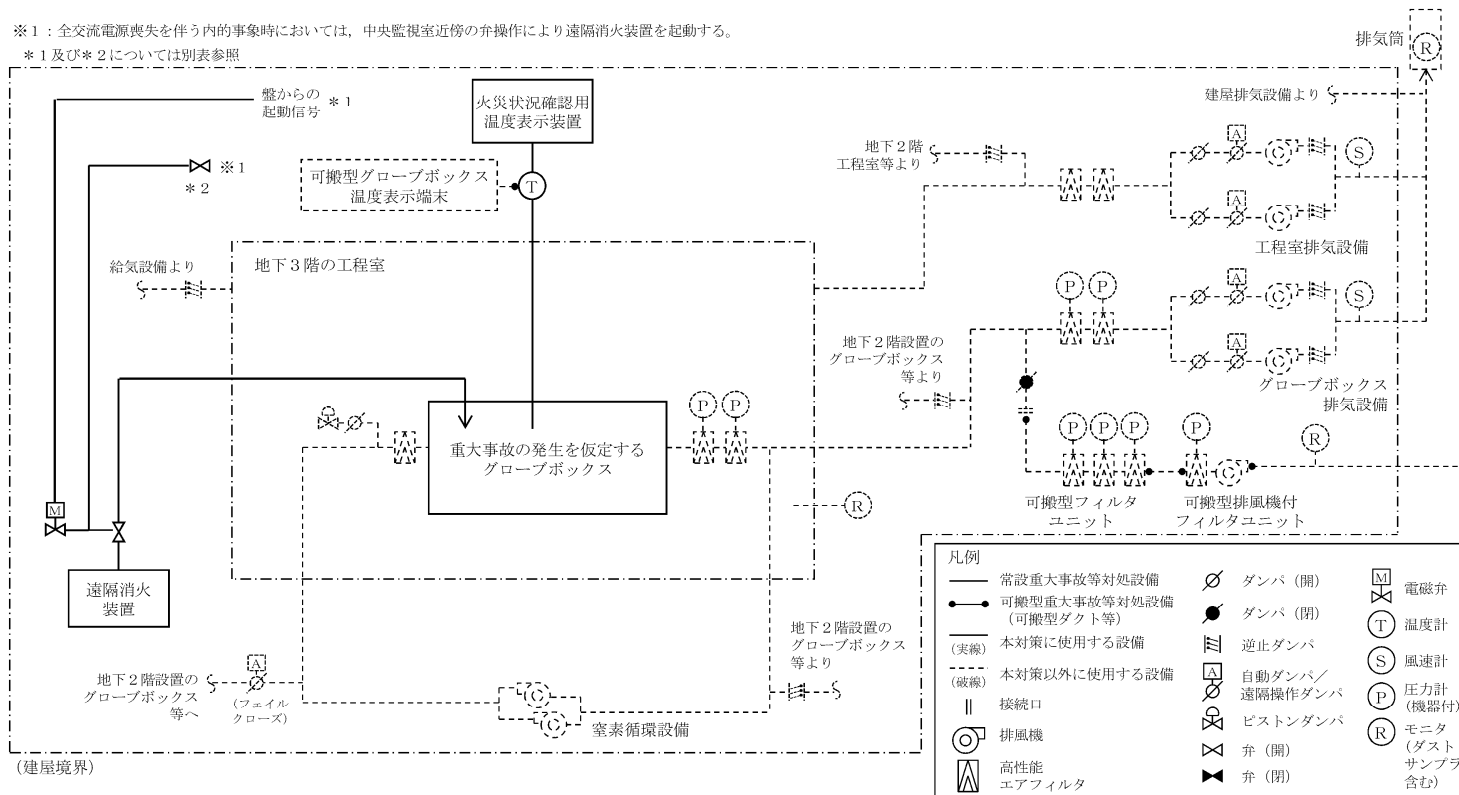 ※1：全交流電源喪失を伴う内的事象時においては，中央監視室近傍の弁操作により遠隔消火装置を起動する。
＊1及び＊2については別表参照
排気筒
R
盤からの
起動信号
＊1
火災状況確認用
温度表示装置
建屋排気設備より
※1
＊2
可搬型グローブボックス
温度表示端末
T
地下2階
工程室等より
A
S
A
工程室排気設備
給気設備より
地下3階の工程室
P
P
A
S
A
地下2階設置の
グローブボックス
等より
グローブボックス
排気設備
P
P
重大事故の発生を仮定する
グローブボックス
P
P
P
P
R
可搬型フィルタ
ユニット
可搬型排風機付
フィルタユニット
R
M
遠隔消火
装置
地下2階設置の
グローブボックス
等より
地下2階設置の
グローブボックス
等へ
A
（フェイル
クローズ）
窒素循環設備
（建屋境界）
凡例
常設重大事故等対処設備
可搬型重大事故等対処設備
（可搬型ダクト等）
（実線）
本対策に使用する設備
（破線）
本対策以外に使用する設備
接続口
排風機
高性能
エアフィルタ
ダンパ（開）
ダンパ（閉）
逆止ダンパ
A
自動ダンパ／
遠隔操作ダンパ
ピストンダンパ
弁（開）
弁（閉）
M
電磁弁
T
温度計
S
風速計
P
圧力計
（機器付）
R
モニタ
（ダスト
サンプラ
含む）